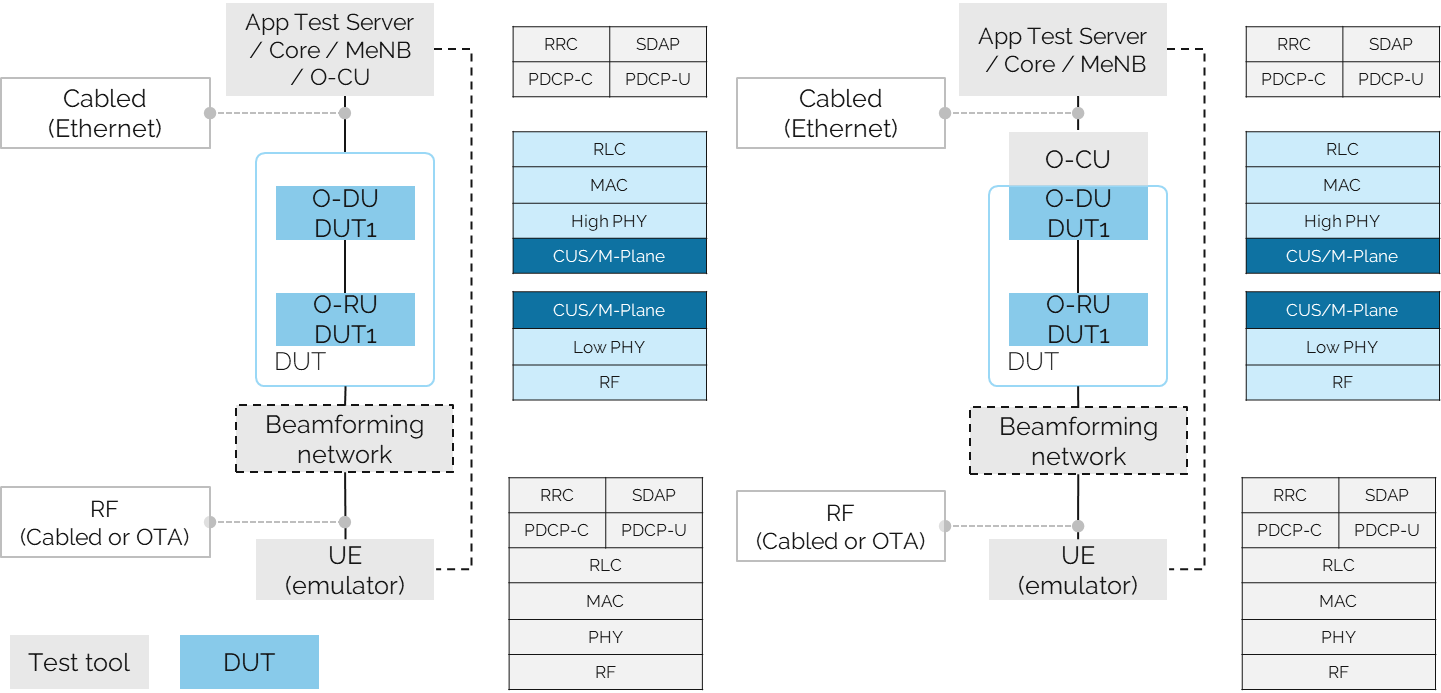 App Test Server
/ Core / MeNB
/ O-CU
Cabled
(Ethernet)
O-DU
DUT1
O-RU
DUT1
DUT
Beamforming
network
RF
(Cabled or OTA)
UE
(emulator)
Test tool
DUT
RRC
SDAP
PDCP-C
PDCP-U
RLC
MAC
High PHY
CUS/M-Plane
CUS/M-Plane
Low PHY
RF
RRC
SDAP
PDCP-C
PDCP-U
RLC
MAC
PHY
RF
App Test Server
/ Core / MeNB
Cabled
(Ethernet)
O-CU
O-DU
DUT1
O-RU
DUT1
DUT
Beamforming
network
RF
(Cabled or OTA)
UE
(emulator)
RRC
SDAP
PDCP-C
PDCP-U
RLC
MAC
High PHY
CUS/M-Plane
CUS/M-Plane
Low PHY
RF
RRC
SDAP
PDCP-C
PDCP-U
RLC
MAC
PHY
RF